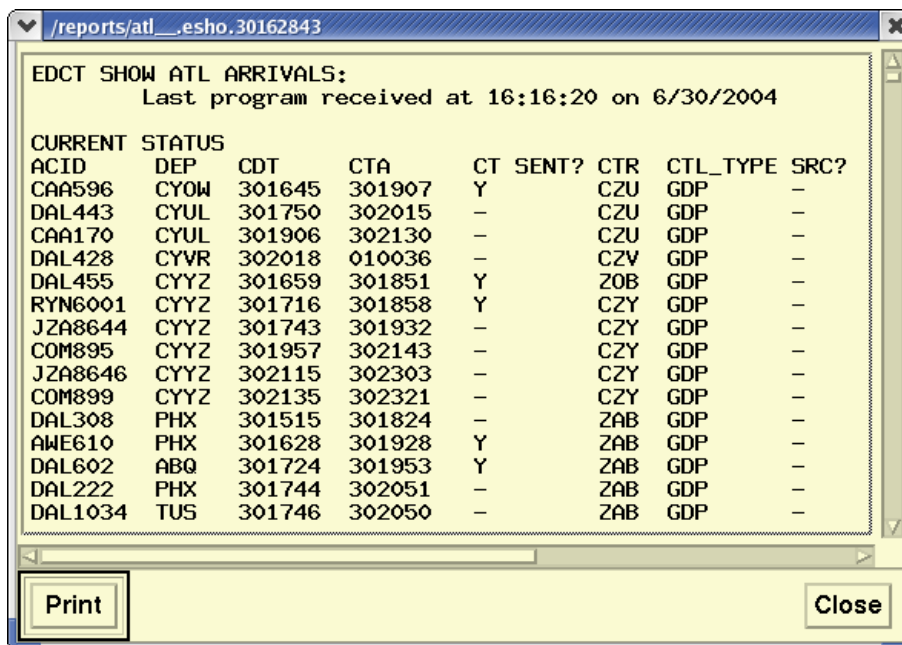 /reports/atl__.esho.30162843
EDCT SHOW ATL ARRIVALS:
Last program received at 16:16:20 on 6/30/2004
CURRENT STATUS
ACID DEP CDT CTA CT SENT? CTR CTL_TYPE SRC?
CAA596 CYOW 301645 301907 Y CZU GDP -
DAL443 CYUL 301750 302015 - CZU GDP -
CAA170 CYUL 301906 302130 - CZU GDP -
DAL428 CYVR 302018 010036 - CZV GDP -
DAL455 CYYZ 301659 301851 Y ZOB GDP -
RYN6001 CYYZ 301716 301858 Y CZY GDP -
JZA8644 CYYZ 301743 301932 - CZY GDP -
COM895 CYYZ 301957 302143 - CZY GDP -
JZA8646 CYYZ 302115 302303 - CZY GDP -
COM899 CYYZ 302135 302321 - CZY GDP -
DAL308 PHX 301515 301824 - ZAB GDP -
AWE610 PHX 301628 301928 Y ZAB GDP -
DAL602 ABQ 301724 301953 Y ZAB GDP -
DAL222 PHX 301744 302051 - ZAB GDP -
DAL1034 TUS 301746 302050 - ZAB GDP -
Print Close